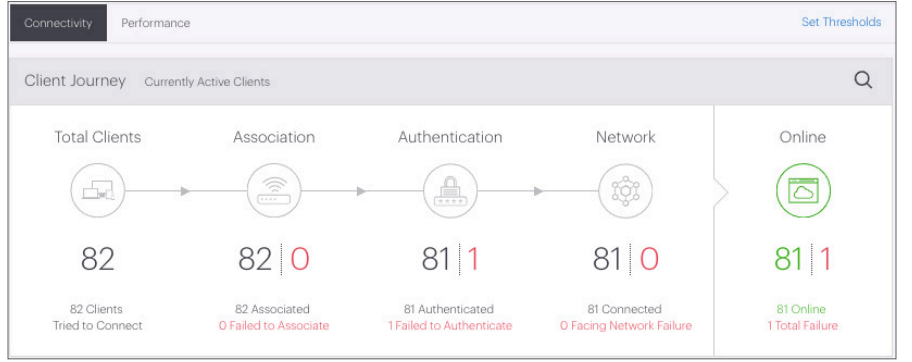 Connectivity Performance Set Thresholds
Client Journey Currently Active Clients
Total Clients Association Authentication Network Online
82 82 0 81 1 81 0 81 1
82 Clients 82 Associated 81 Authenticated 81 Connected 81 Online
Tried to Connect 0 Failed to Associate 1 Failed to Authenticate 0 Facing Network Failure 1 Total Failure